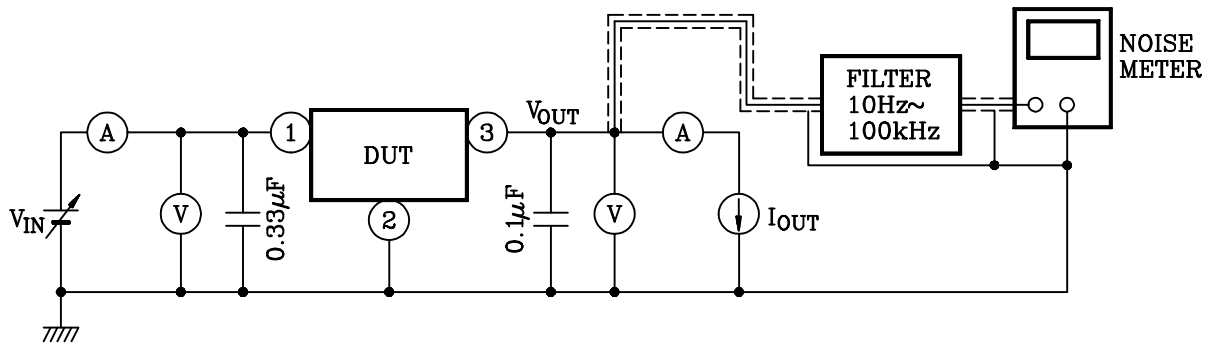 A
V
VIN
0.33μF
1
DUT
2
3
VOUT
0.1μF
V
A
IOUT
FILTER
10Hz~
100kHz
NOISE
METER